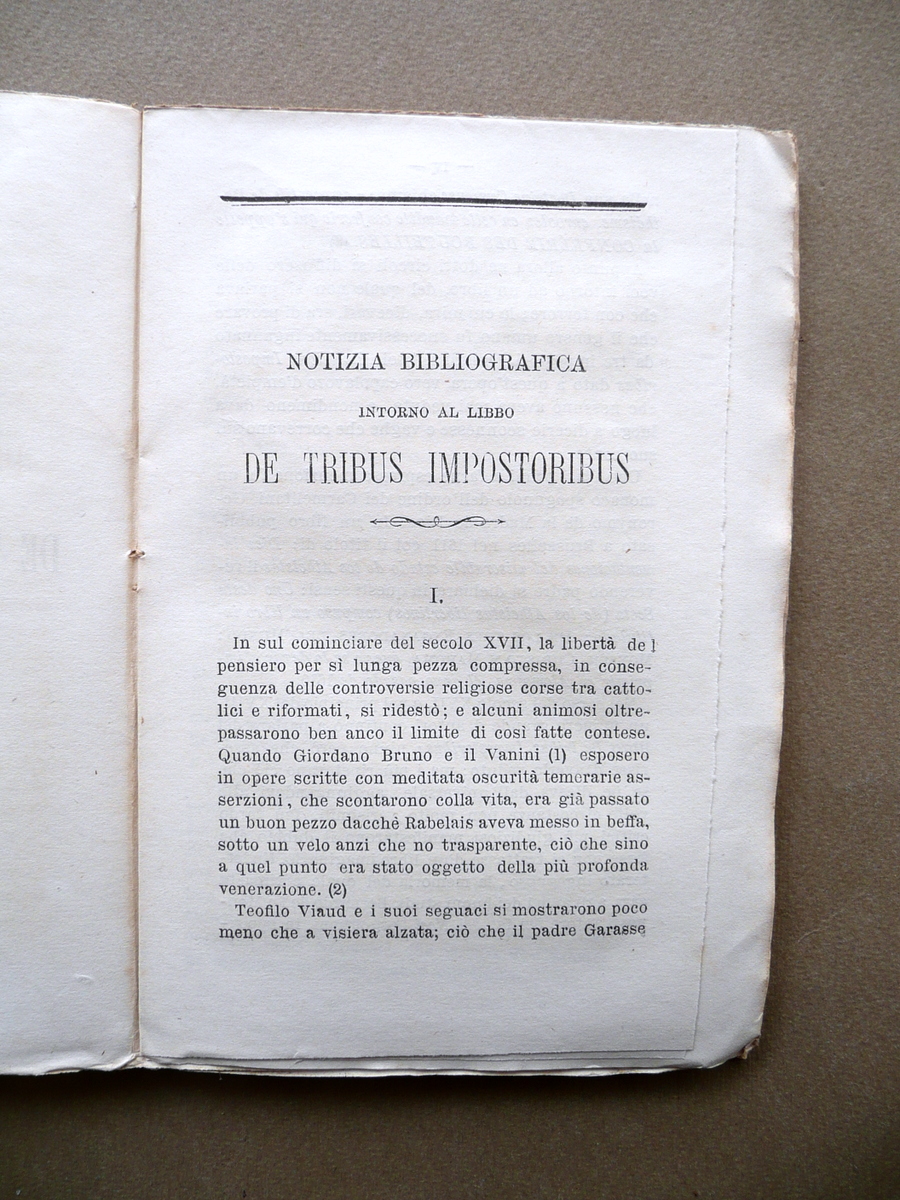 NOTIZIA BIBLIOGRAFICA
INTORNO AL LIBBO
DE TRIBUS IMPOSTORIBUS
I.
In sul cominciare del secolo XVII, la libertà del
pensiero per sì lunga pezza compressa, in conse-
guenza delle controversie religiose corse tra catto-
lici e riformati, si ridestò; e alcuni animosi oltre-
passarono ben anco il limite di così fatte contese.
Quando Giordano Bruno e il Vanini (1) esposero
in opere scritte con meditata oscurità temerarie as-
serzioni, che scontarono colla vita, era già passato
un buon pezzo dacchè Rabelais aveva messo in beffa,
sotto un velo anzi che no trasparente, ciò che sino
a quel punto era stato oggetto della più profonda
venerazione. (2)
Teofilo Viaud e i suoi seguaci si mostrarono poco
meno che a visiera alzata; ciò che il padre Garasse